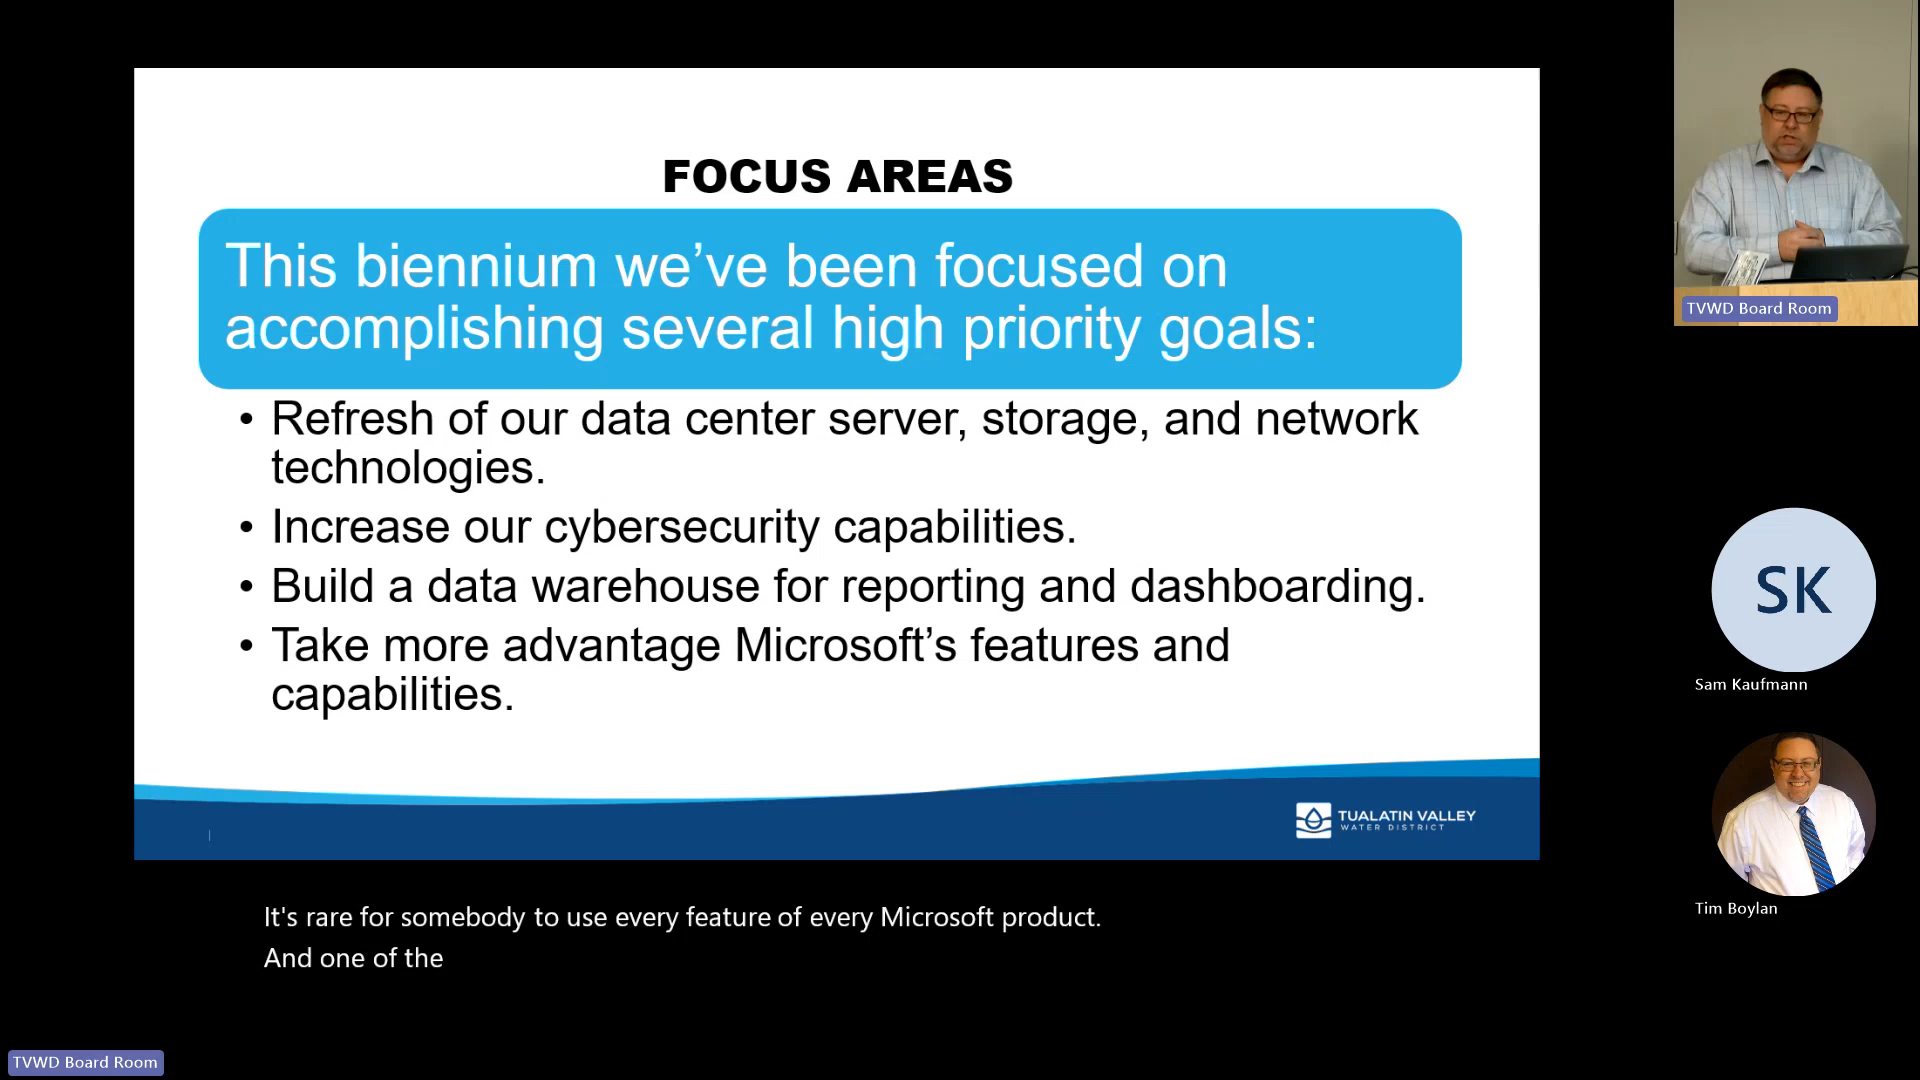 FOCUS AREAS
This biennium we’ve been focused on
accomplishing several high priority goals:
• Refresh of our data center server, storage, and network
technologies.
• Increase our cybersecurity capabilities.
• Build a data warehouse for reporting and dashboarding.
• Take more advantage Microsoft’s features and
capabilities.
TUALATIN VALLEY
WATER DISTRICT
TVWD Board Room
SK
Sam Kaufmann
Tim Boylan
It's rare for somebody to use every feature of every Microsoft product.
And one of the
TVWD Board Room